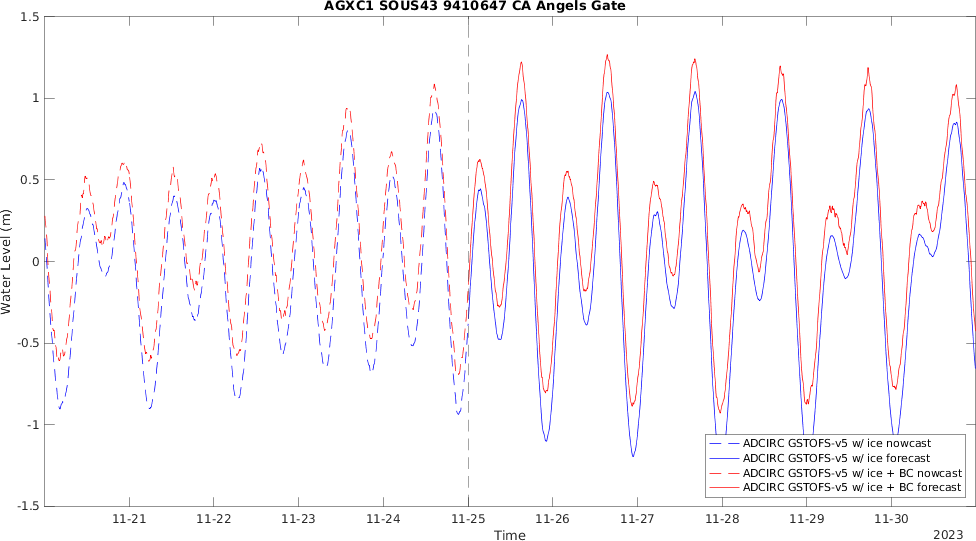 AGXC1 SOUS43 9410647 CA Angels Gate
1.5
1
0.5
0
-0.5
-1
-1.5
Water Level (m)
11-21 11-22 11-23 11-24 11-25 11-26 11-27 11-28 11-29 11-30
Time
2023
ADCIRC GSTOFS-v5 w/ ice nowcast
ADCIRC GSTOFS-v5 w/ ice forecast
ADCIRC GSTOFS-v5 w/ ice + BC nowcast
ADCIRC GSTOFS-v5 w/ ice + BC forecast